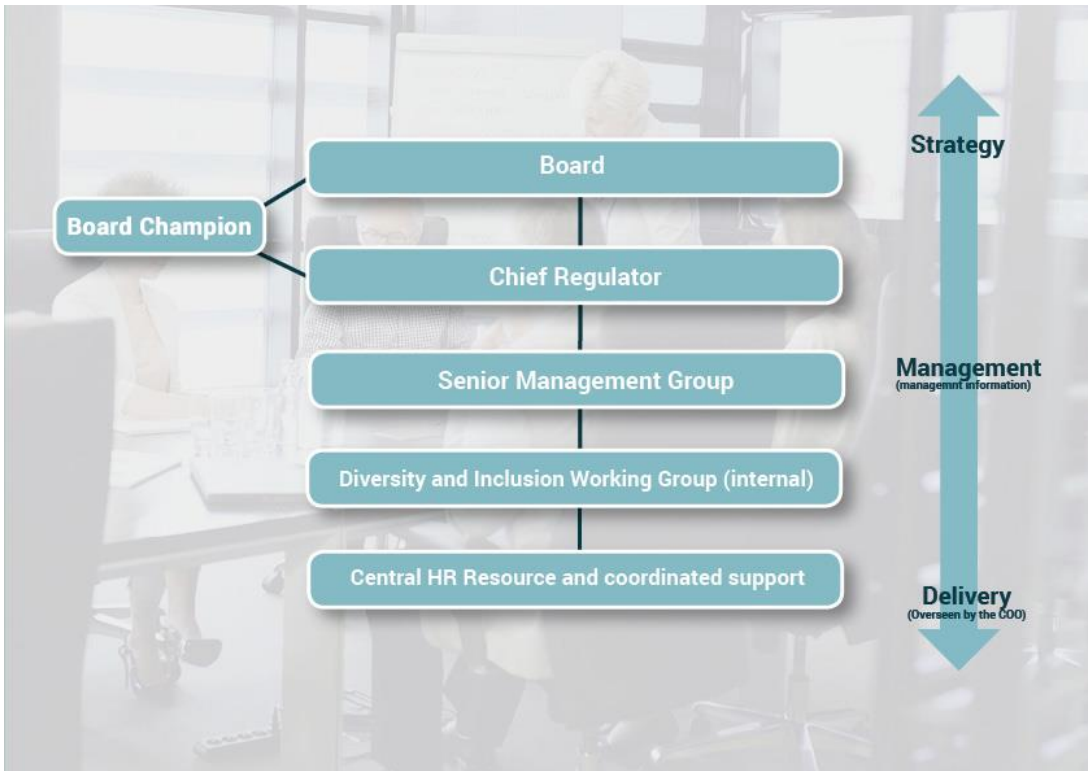 Board
Board Champion
Chief Regulator
Senior Management Group
Diversity and Inclusion Working Group (internal)
Central HR Resource and coordinated support
Strategy
Management
(managemnt information)
Delivery
(Overseen by the COO)